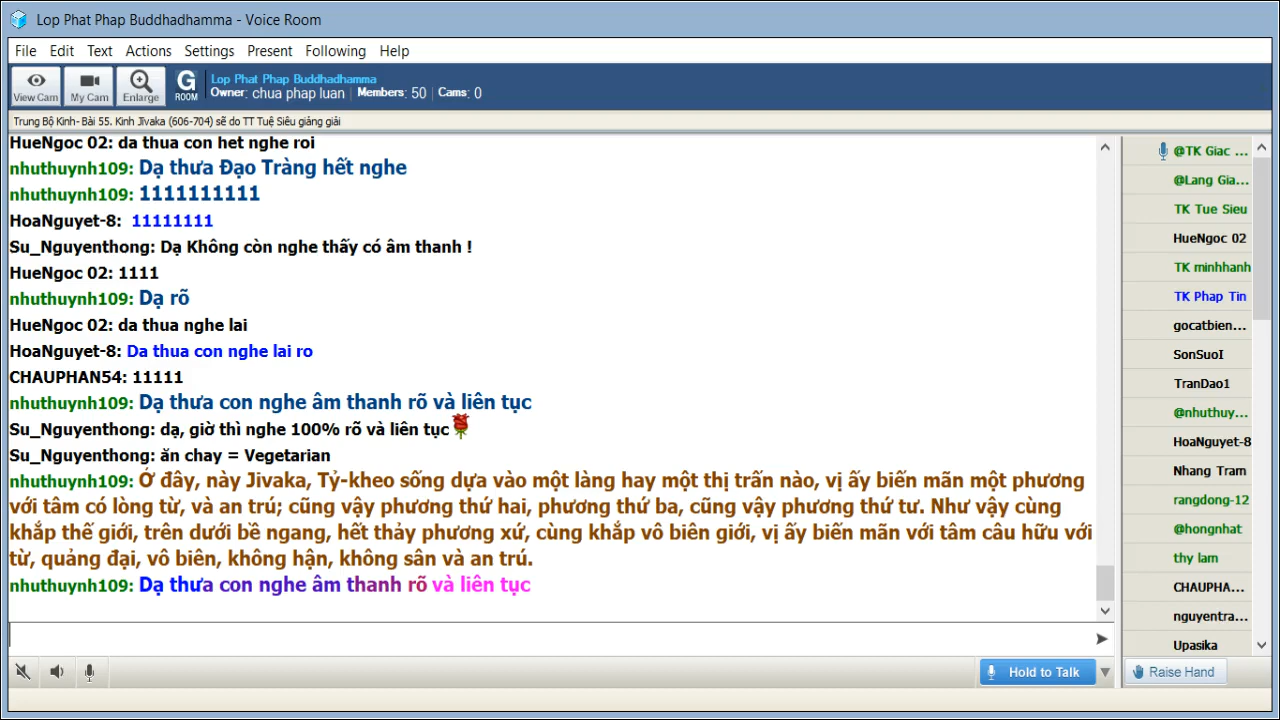 Lop Phat Phap Buddhadhamma - Voice Room
File Edit Text Actions Settings Present Following Help
View Cam My Cam Enlarge G ROOM
Lop Phat Phap Buddhadhamma
Owner: chua phap luan Members: 50 Cams: 0
Trung Bộ Kinh- Bài 55. Kinh Jīvaka (606-704) sẽ do TT Tuệ Siêu giảng giải
HueNgoc 02: da thua con het nghe roi
nhuthuynh109: Dạ thưa Đạo Tràng hết nghe
nhuthuynh109: 1111111111
HoaNguyet-8: 11111111
Su_Nguyenthong: Dạ Không còn nghe thấy có âm thanh !
HueNgoc 02: 1111
nhuthuynh109: Dạ rõ
HueNgoc 02: da thua nghe lai
HoaNguyet-8: Da thua con nghe lai ro
CHAUPHAN54: 11111
nhuthuynh109: Dạ thưa con nghe âm thanh rõ và liên tục
Su_Nguyenthong: dạ, giờ thì nghe 100% rõ và liên tục
Su_Nguyenthong: ăn chay = Vegetarian
nhuthuynh109: Ở đây, này Jivaka, Tỷ-kheo sống dựa vào một làng hay một thị trấn nào, vị ấy biến mãn một phương
với tâm có lòng từ, và an trú; cũng vậy phương thứ hai, phương thứ ba, cũng vậy phương thứ tư. Như vậy cùng
khắp thế giới, trên dưới bề ngang, hết thảy phương xứ, cùng khắp vô biên giới, vị ấy biến mãn với tâm câu hữu với
từ, quảng đại, vô biên, không hận, không sân và an trú.
nhuthuynh109: Dạ thưa con nghe âm thanh rõ và liên tục
@TK Giac ...
@Lang Gia...
TK Tue Sieu
HueNgoc 02
TK minhhanh
TK Phap Tin
gocatbien...
SonSuoI
TranDao1
@nhuthuy...
HoaNguyet-8
Nhang Tram
rangdong-12
@hongnhat
thy lam
CHAUPHA...
nguyentra...
Upasika
Hold to Talk
Raise Hand